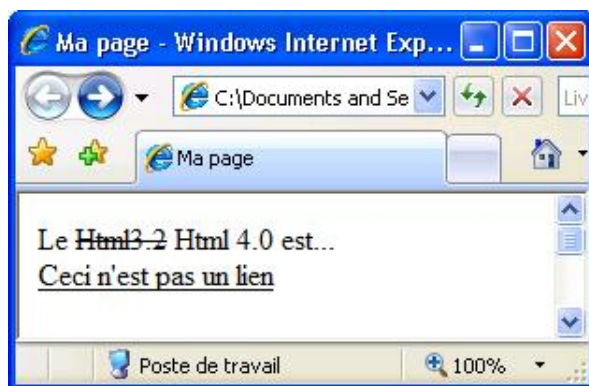 Ma page - Windows Internet Exp...
C:\Documents and Se
Liv
Ma page
Le Html3.2 Html 4.0 est...
Ceci n'est pas un lien
Poste de travail
100%